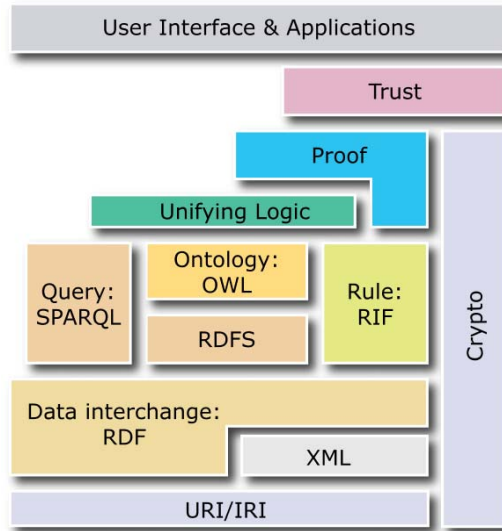 User Interface & Applications
Trust
Proof
Unifying Logic
Ontology:
OWL
Query:
SPARQL
Rule:
RIF
RDFS
Crypto
Data interchange:
RDF
XML
URI/IRI